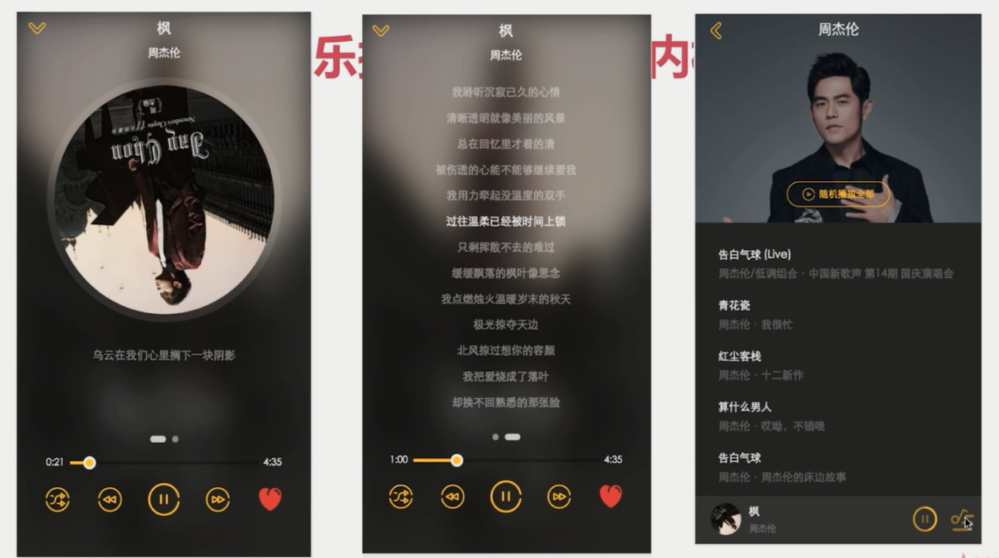 枫
周杰伦
Jay Chou
乌云在我们心里搁下一块阴影
0:21
4:35
乐
枫
周杰伦
我聆听沉寂已久的心情
清晰透明就像美丽的风景
总在回忆里才看的清
被伤透的心能不能够继续爱我
我用力牵起没温度的双手
过往温柔已经被时间上锁
只剩挥散不去的难过
缓缓飘落的枫叶像思念
我点燃烛火温暖岁末的秋天
极光掠夺天边
北风掠过想你的容颜
我把爱烧成了落叶
却换不回熟悉的那张脸
1:00
4:35
内
周杰伦
随机播放全部
告白气球 (Live)
周杰伦/低调组合 · 中国新歌声 第14期 国庆演唱会
青花瓷
周杰伦 · 我很忙
红尘客栈
周杰伦 · 十二新作
算什么男人
周杰伦 · 哎呦，不错哦
告白气球
周杰伦 · 周杰伦的床边故事
枫
周杰伦